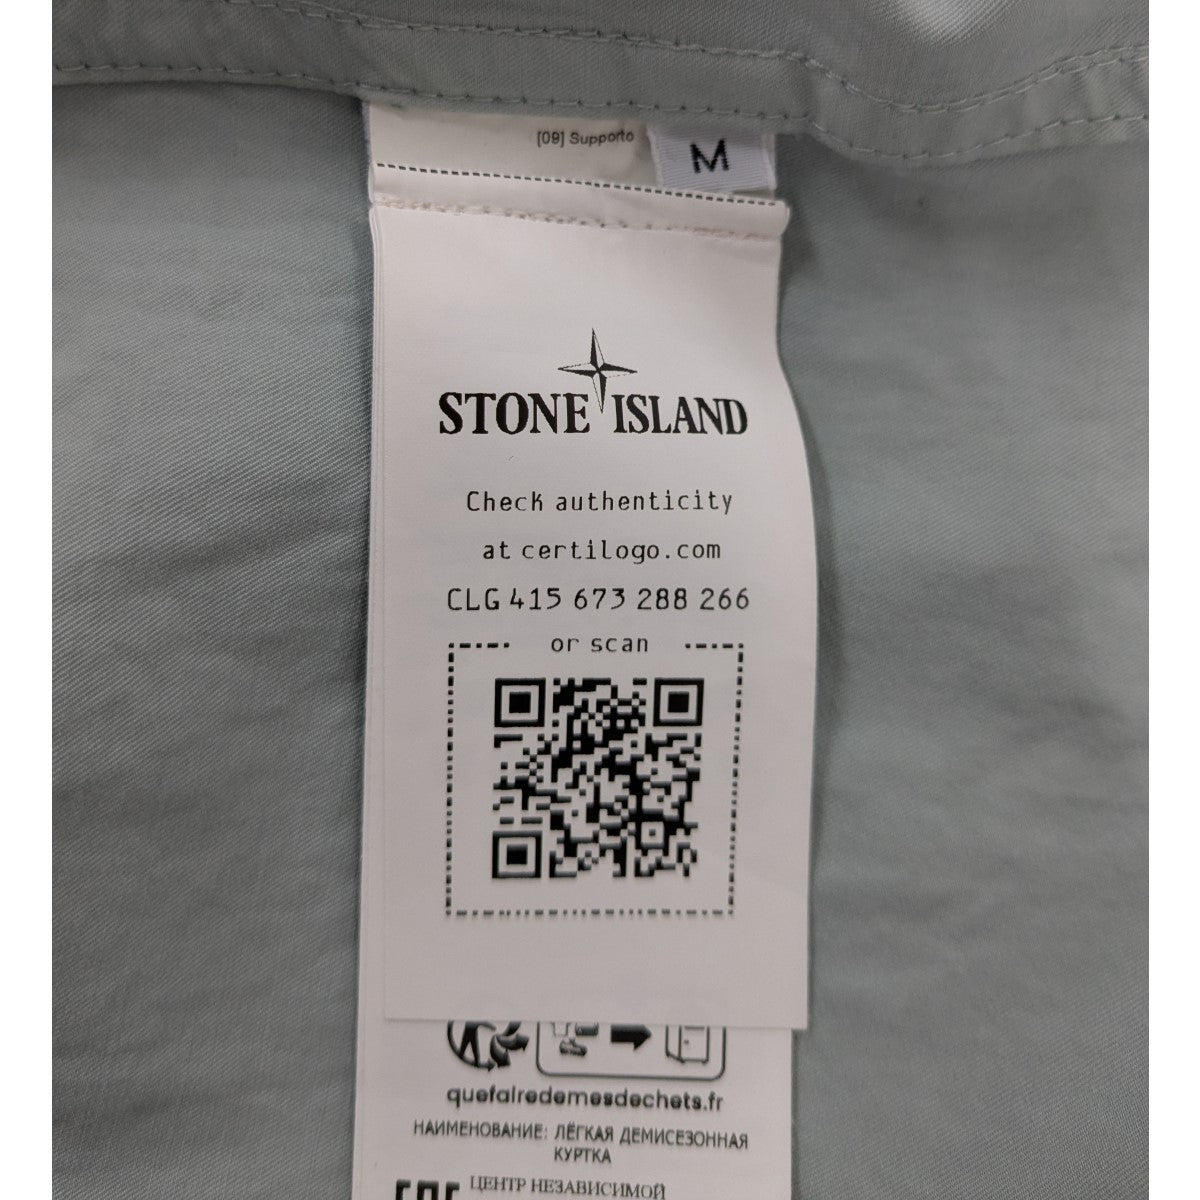 [09] Supporto
M
STONE ISLAND
Check authenticity
at certilogo.com
CLG 415 673 288 266
or scan
quefairedemesdechets.fr
НАИМЕНОВАНИЕ: ЛЁГКАЯ ДЕМИСЕЗОННАЯ
КУРТКА
ЦЕНТР НЕЗАВИСИМОЙ